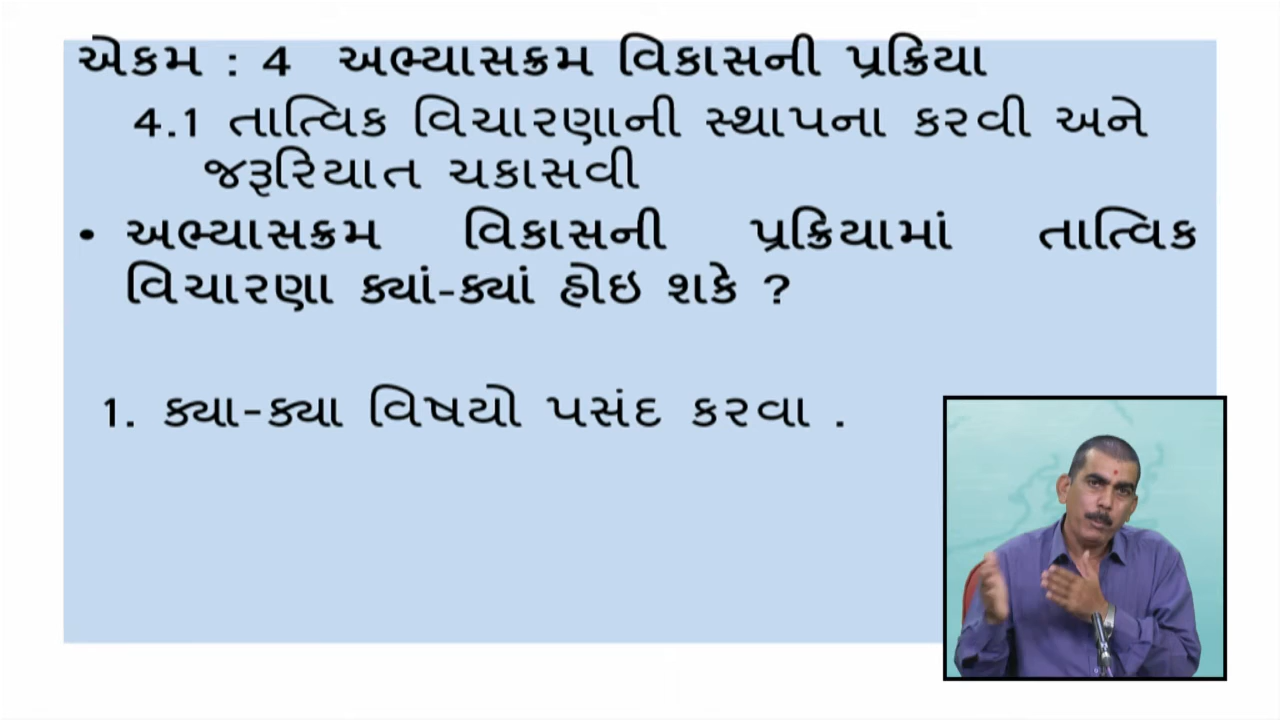 એકમ : 4 અભ્યાસક્રમ વિકાસની પ્રક્રિયા
4.1 તાત્વિક વિચારણાની સ્થાપના કરવી અને
જરૂરિયાત ચકાસવી
• અભ્યાસક્રમ વિકાસની પ્રક્રિયામાં તાત્વિક
વિચારણા ક્યાં-ક્યાં હોઇ શકે ?
1. ક્યા-ક્યા વિષયો પસંદ કરવા .